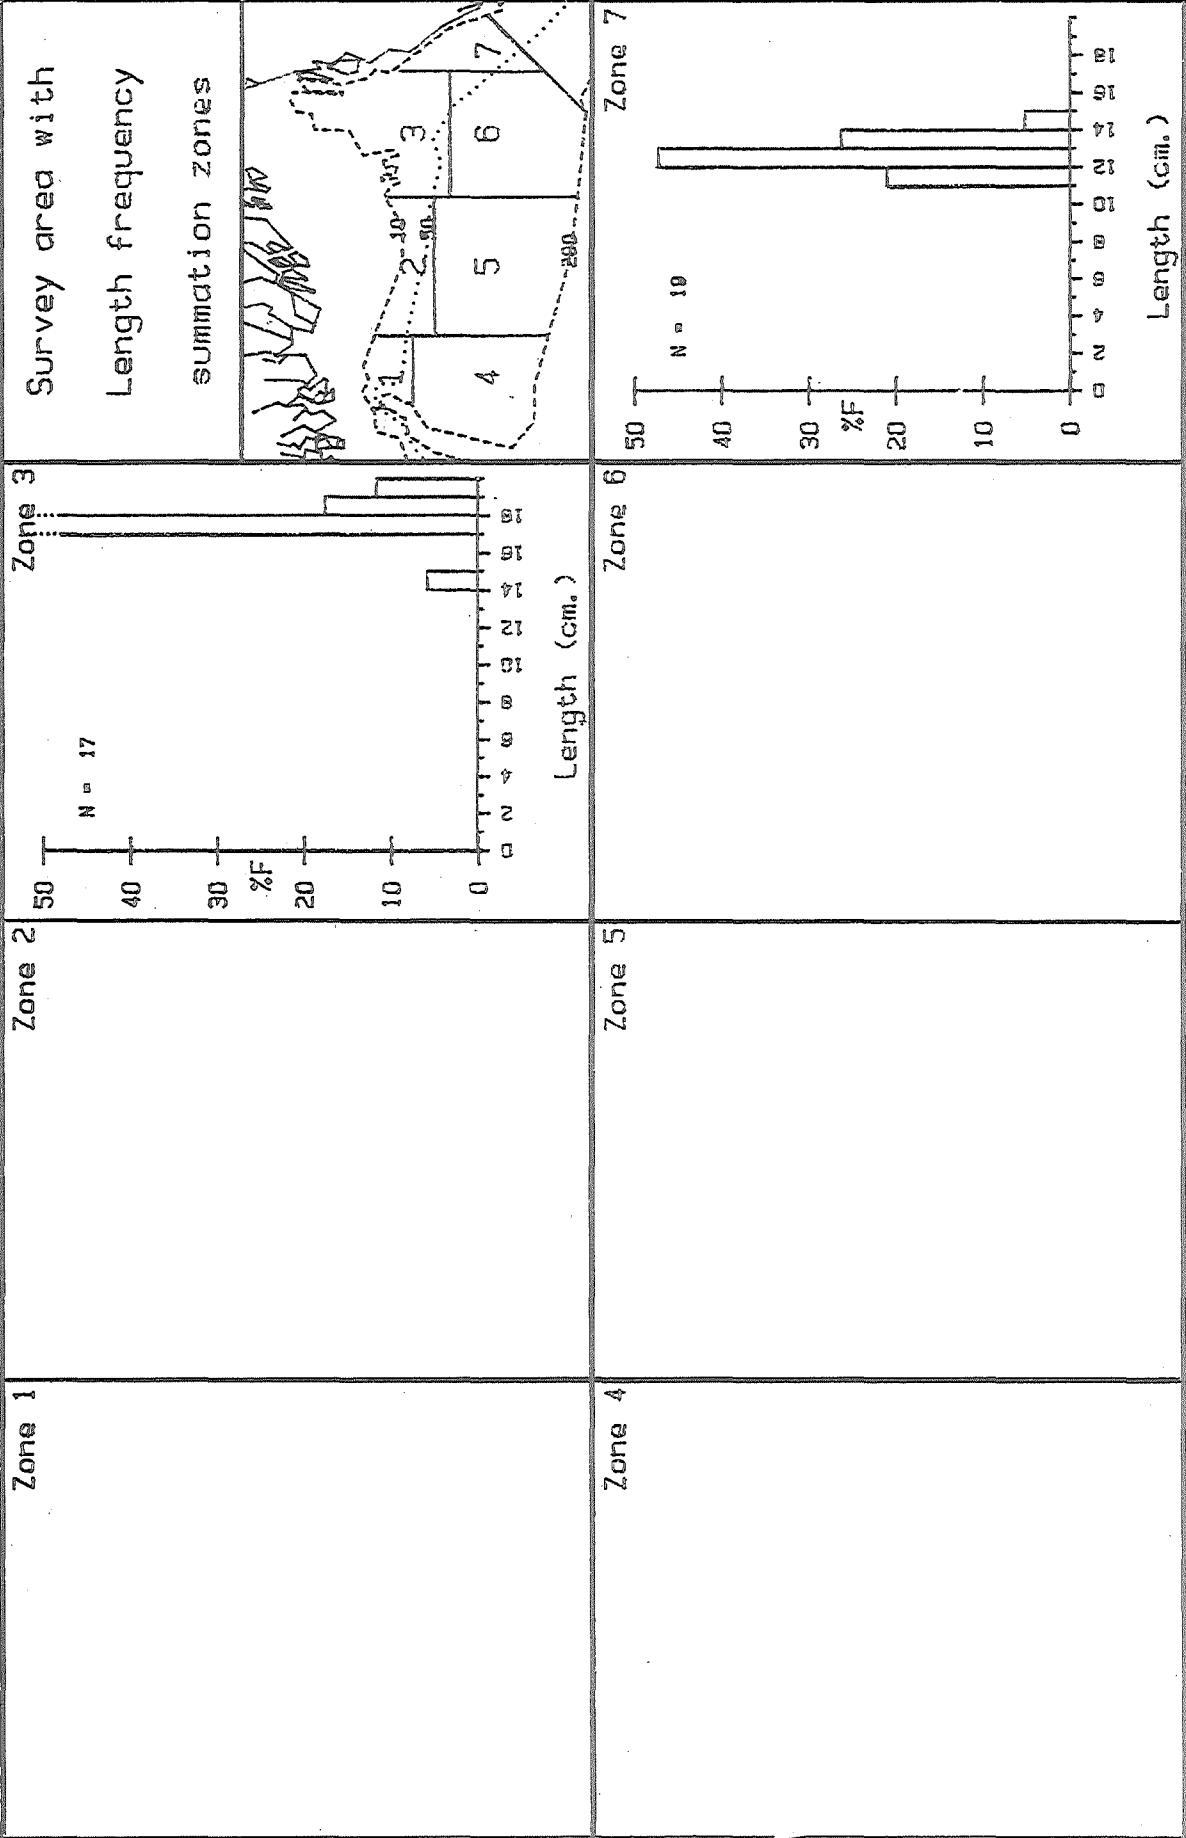 Zone 1
Zone 2
Zone 3
50
40
30
20
10
0
%F
N = 17
0 2 4 6 8 10 12 14 16 18
Length (cm.)
Survey area with
Length frequency
summation zones
1
2
3
4
5
6
7
10
50
200
Zone 4
Zone 5
Zone 6
Zone 7
50
40
30
20
10
0
%F
N = 19
0 2 4 6 8 10 12 14 16 18
Length (cm.)